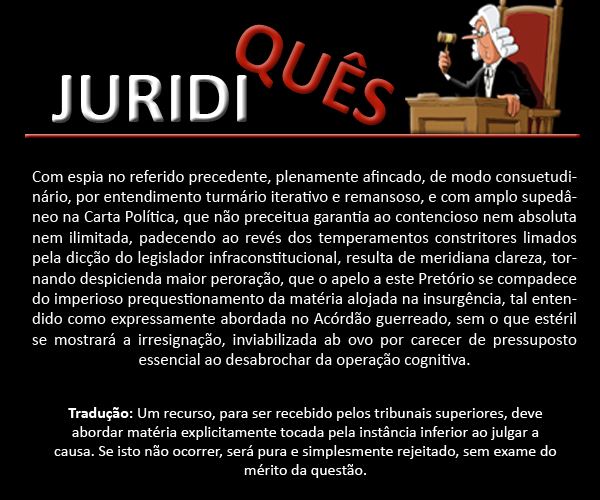 JURIDIQUÊS
Com espia no referido precedente, plenamente afincado, de modo consuetudi-
nário, por entendimento turmário iterativo e remansoso, e com amplo supedâ-
neo na Carta Política, que não preceitua garantia ao contencioso nem absoluta
nem ilimitada, padecendo ao revés dos temperamentos constritores limados
pela dicção do legislador infraconstitucional, resulta de meridiana clareza, tor-
nando despicienda maior peroração, que o apelo a este Pretório se compadece
do imperioso prequestionamento da matéria alojada na insurgência, tal enten-
dido como expressamente abordada no Acórdão guerreado, sem o que estéril
se mostrará a irresignação, inviabilizada ab ovo por carecer de pressuposto
essencial ao desabrochar da operação cognitiva.
Tradução: Um recurso, para ser recebido pelos tribunais superiores, deve
abordar matéria explicitamente tocada pela instância inferior ao julgar a
causa. Se isto não ocorrer, será pura e simplesmente rejeitado, sem exame do
mérito da questão.